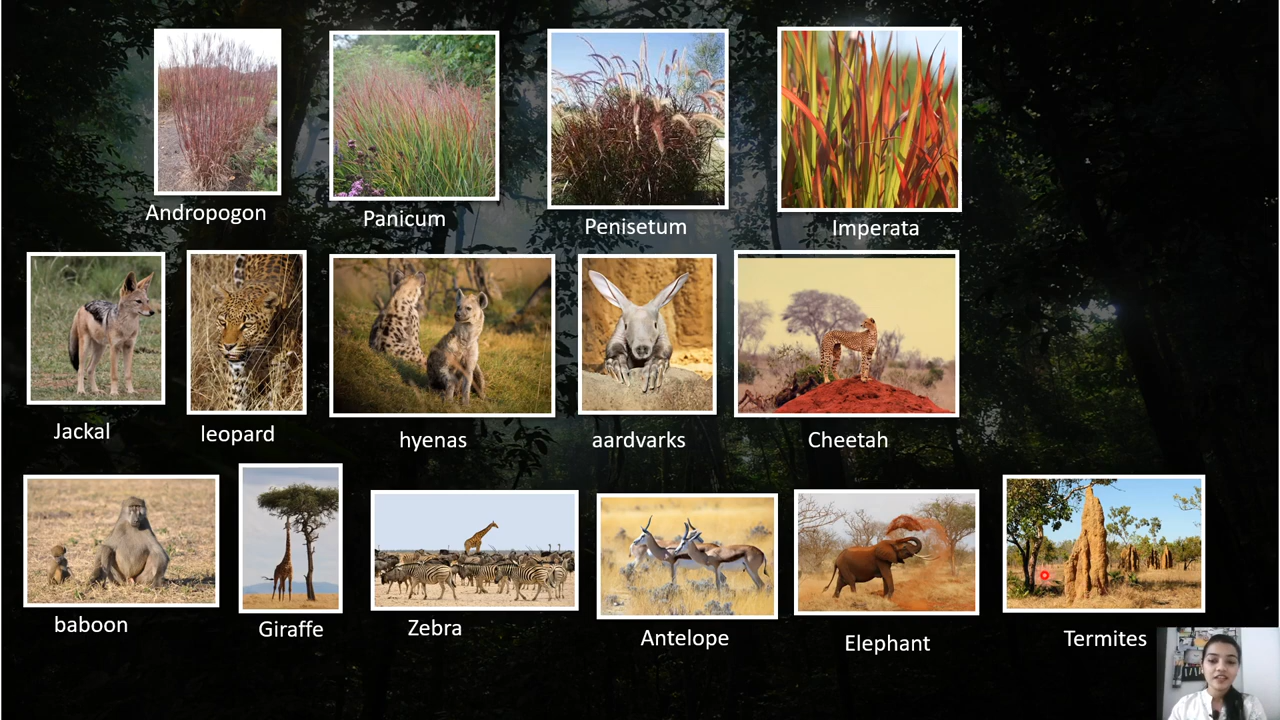 Andropogon
Panicum
Penisetum
Imperata
Jackal
leopard
hyenas
aardvarks
Cheetah
baboon
Giraffe
Zebra
Antelope
Elephant
Termites